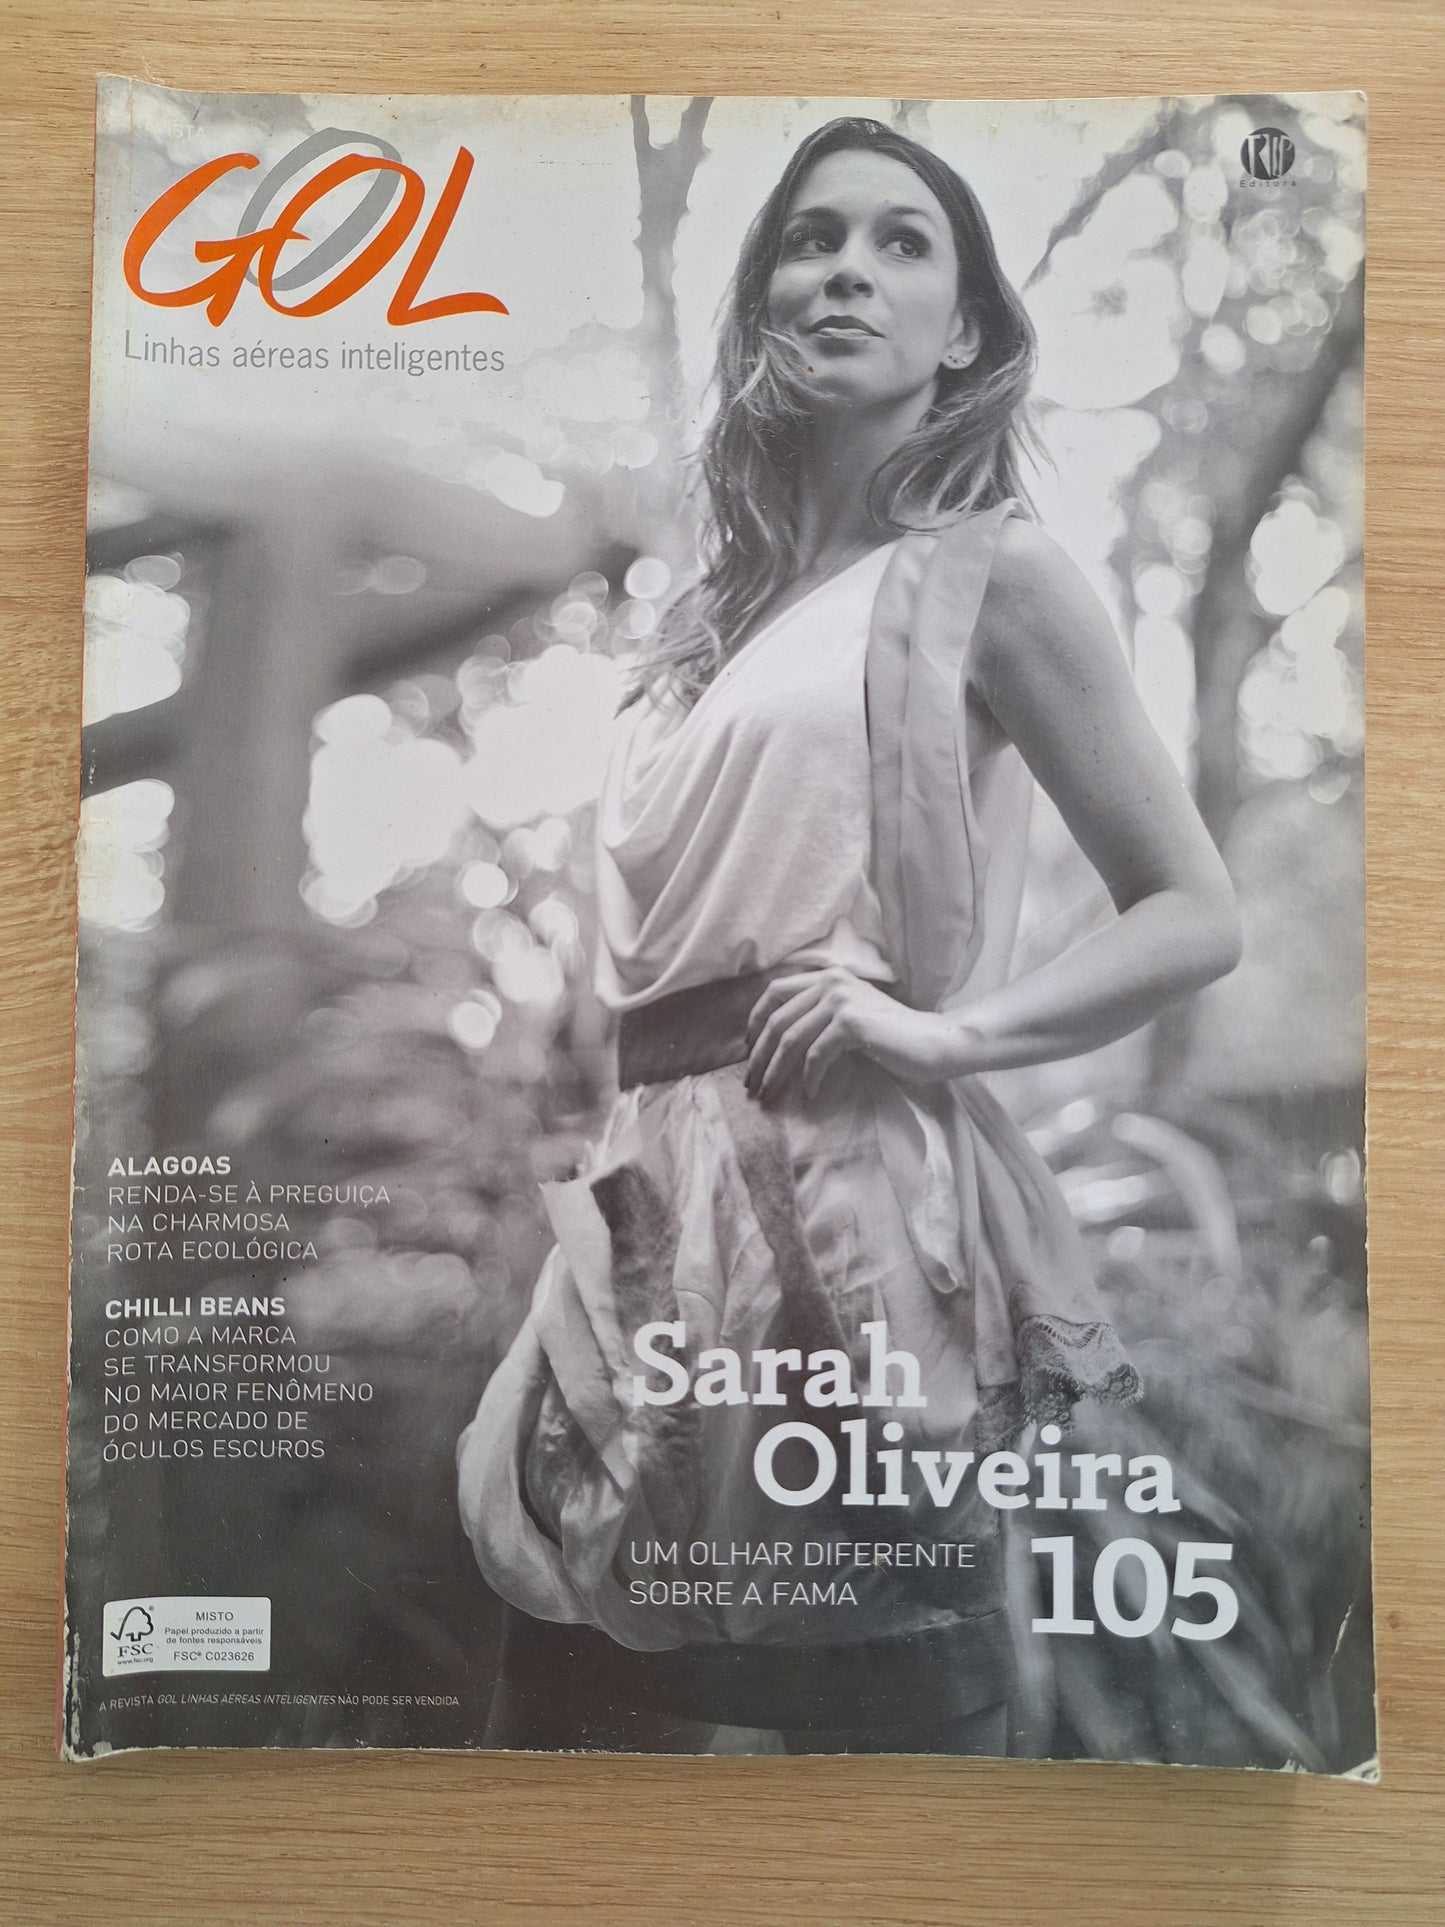 GOL
Linhas aéreas inteligentes
TRIP
Editora
ALAGOAS
RENDA-SE À PREGUIÇA
NA CHARMOSA
ROTA ECOLÓGICA
CHILLI BEANS
COMO A MARCA
SE TRANSFORMOU
NO MAIOR FENÔMENO
DO MERCADO DE
ÓCULOS ESCUROS
Sarah
Oliveira
UM OLHAR DIFERENTE
SOBRE A FAMA
105
FSC
www.fsc.org
MISTO
Papel produzido a partir
de fontes responsáveis
FSC® C023626
A REVISTA GOL LINHAS AÉREAS INTELIGENTES NÃO PODE SER VENDIDA